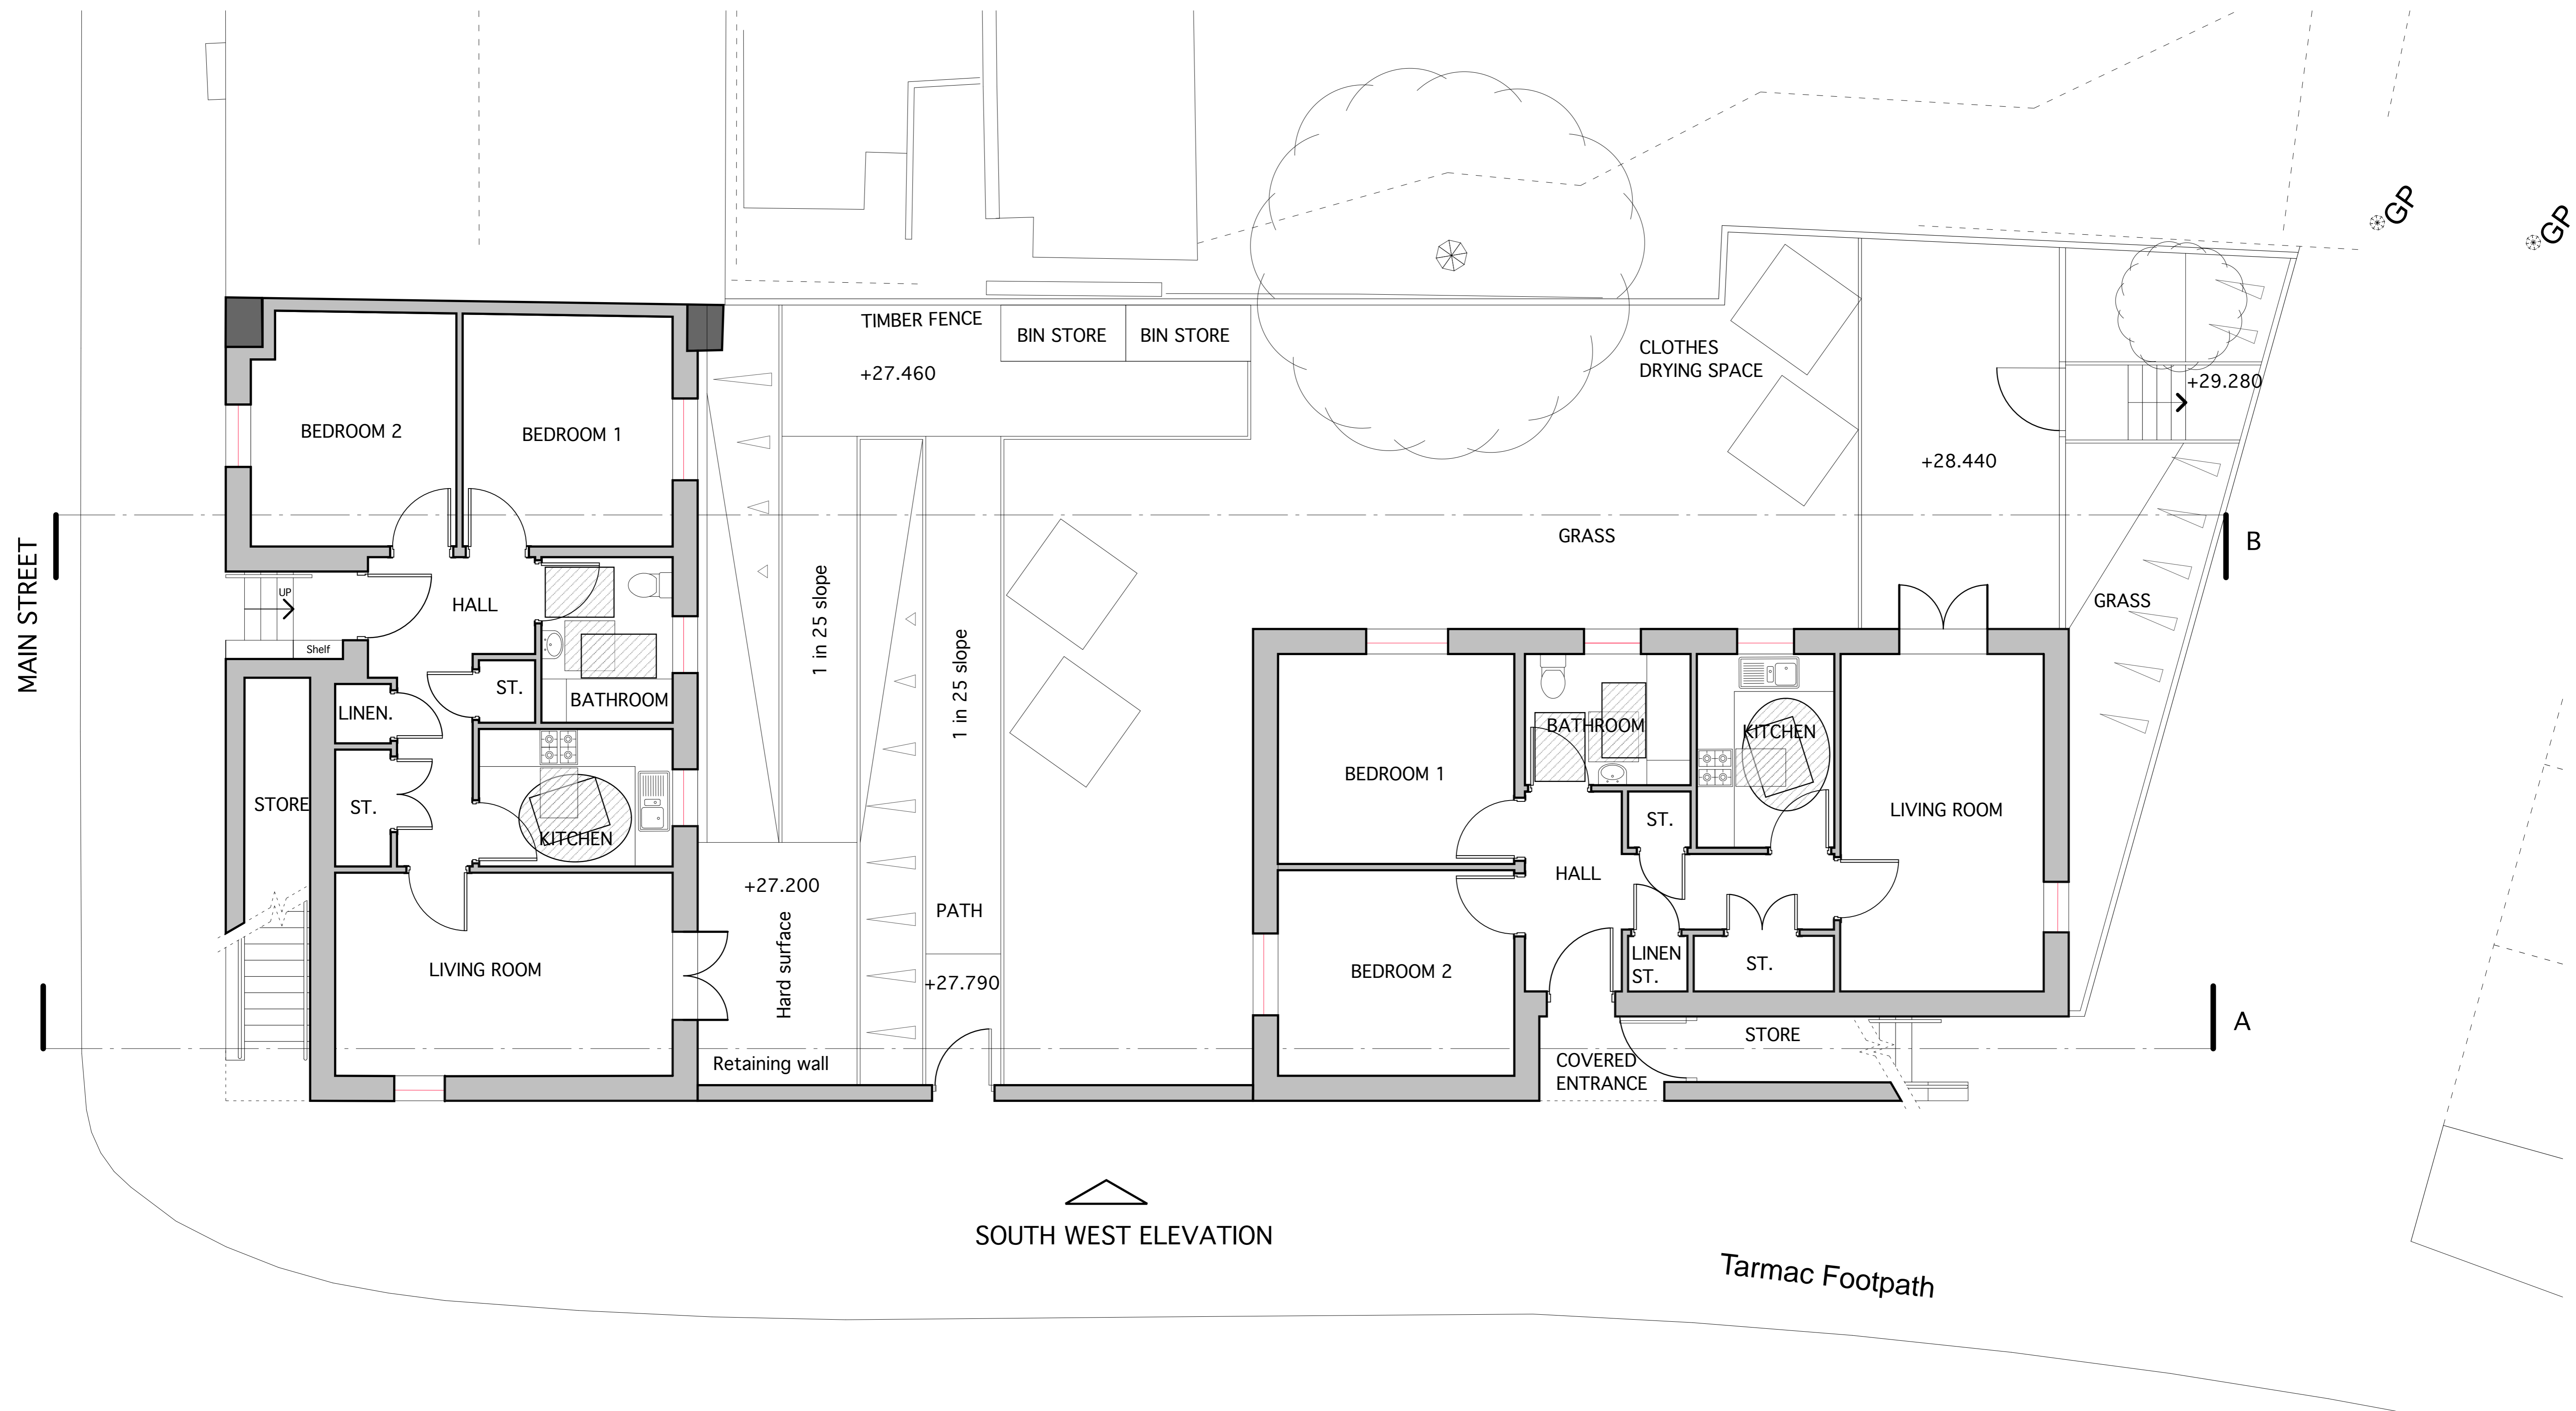 GP
GP
TIMBER FENCE
BIN STORE
BIN STORE
+27.460
CLOTHES
DRYING SPACE
+29.280
BEDROOM 2
BEDROOM 1
+28.440
MAIN STREET
GRASS
B
UP
HALL
1 in 25 slope
1 in 25 slope
GRASS
Shelf
ST.
BATHROOM
LINEN.
BATHROOM
KITCHEN
STORE
ST.
KITCHEN
BEDROOM 1
LIVING ROOM
ST.
+27.200
HALL
PATH
Hard surface
LIVING ROOM
+27.790
BEDROOM 2
LINEN
ST.
ST.
A
Retaining wall
STORE
COVERED
ENTRANCE
SOUTH WEST ELEVATION
Tarmac Footpath